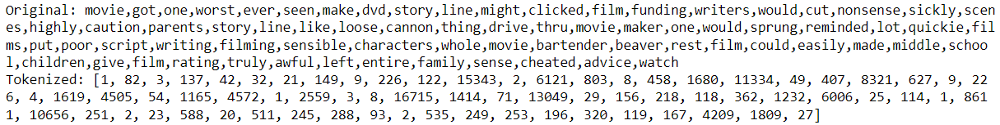 Original: movie,got,one,worst,ever,seen,make,dvd,story,line,might,clicked,film,funding,writers,would,cut,nonsense,sickly,scen
es,highly,caution,parents,story,line,like,loose,cannon,thing,drive,thru,movie,maker,one,would,sprung,reminded,lot,quickie,fil
ms,put,poor,script,writing,filming,sensible,characters,whole,movie,bartender,beaver,rest,film,could,easily,made,middle,schoo
l,children,give,film,rating,truly,awful,left,entire,family,sense,cheated,advice,watch
Tokenized: [1, 82, 3, 137, 42, 32, 21, 149, 9, 226, 122, 15343, 2, 6121, 803, 8, 458, 1680, 11334, 49, 407, 8321, 627, 9, 22
6, 4, 1619, 4505, 54, 1165, 4572, 1, 2559, 3, 8, 16715, 1414, 71, 13049, 29, 156, 218, 118, 362, 1232, 6006, 25, 114, 1, 861
1, 10656, 251, 2, 23, 588, 20, 511, 245, 288, 93, 2, 535, 249, 253, 196, 320, 119, 167, 4209, 1809, 27]